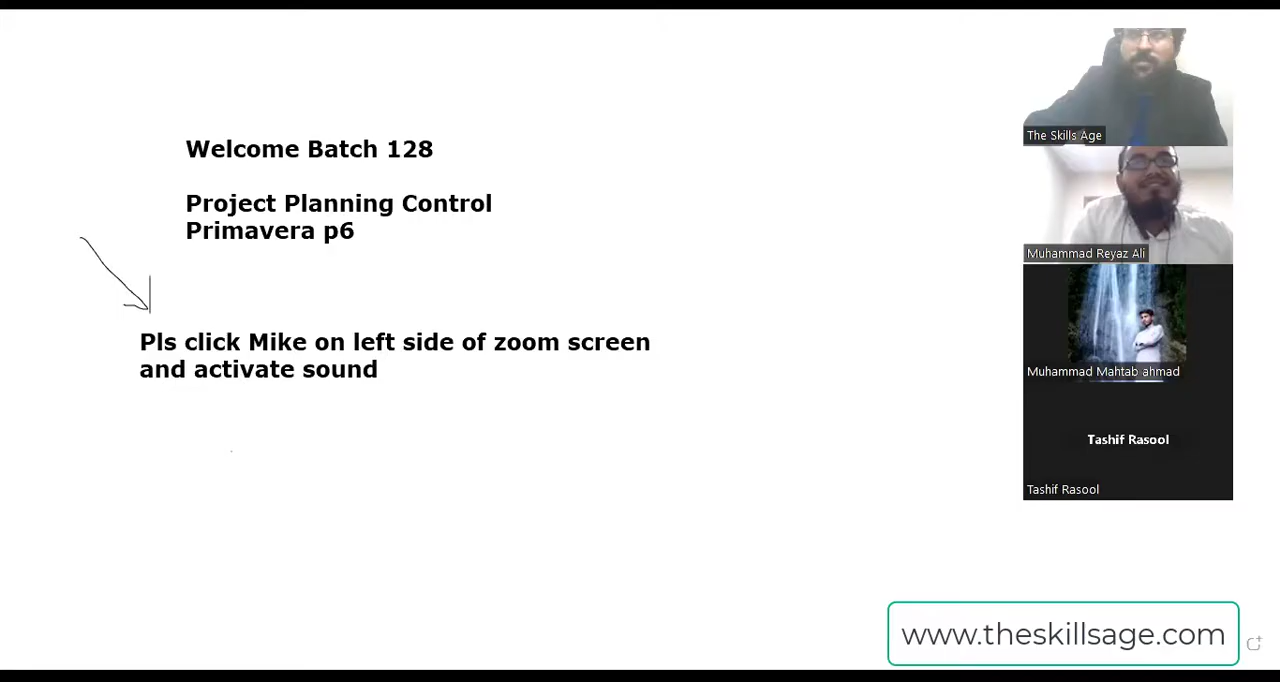 Welcome Batch 128
Project Planning Control
Primavera p6
Pls click Mike on left side of zoom screen
and activate sound
The Skills Age
Muhammad Reyaz Ali
Muhammad Mahtab ahmad
Tashif Rasool
Tashif Rasool
www.theskillsage.com